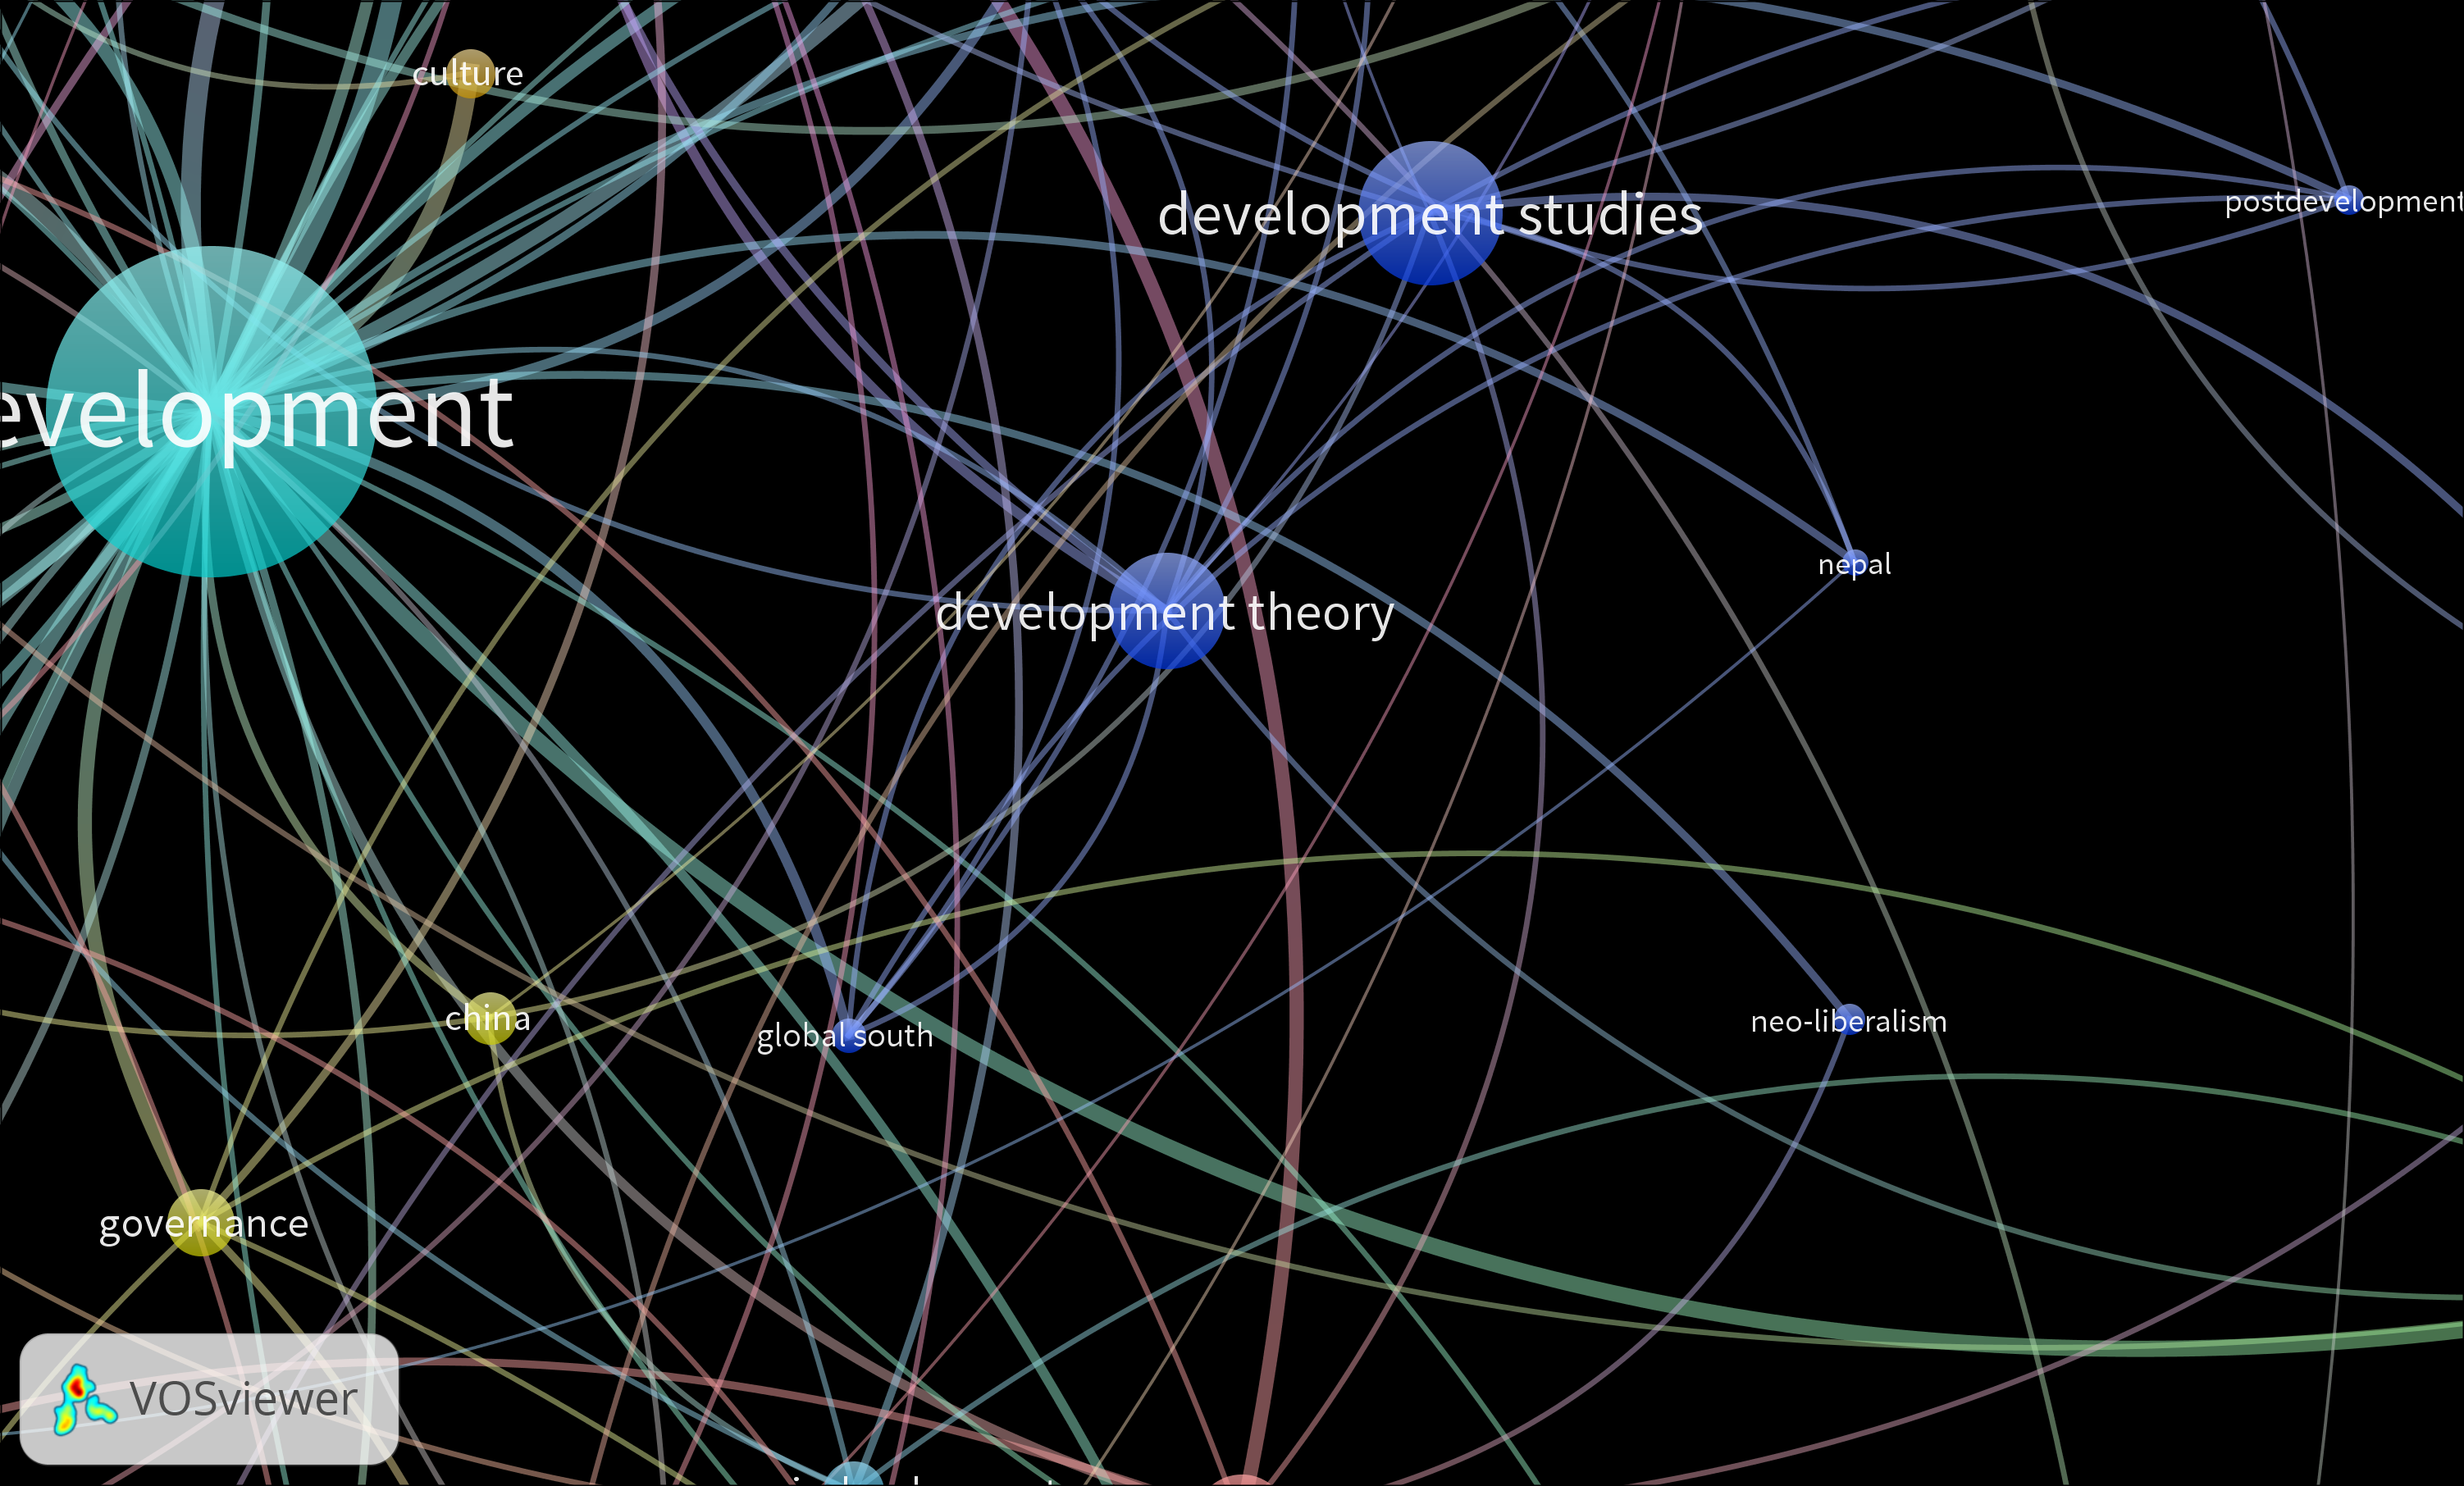 culture
development studies
postdevelopment
evelopment
nepal
development theory
china
global south
neo-liberalism
governance
VOSviewer